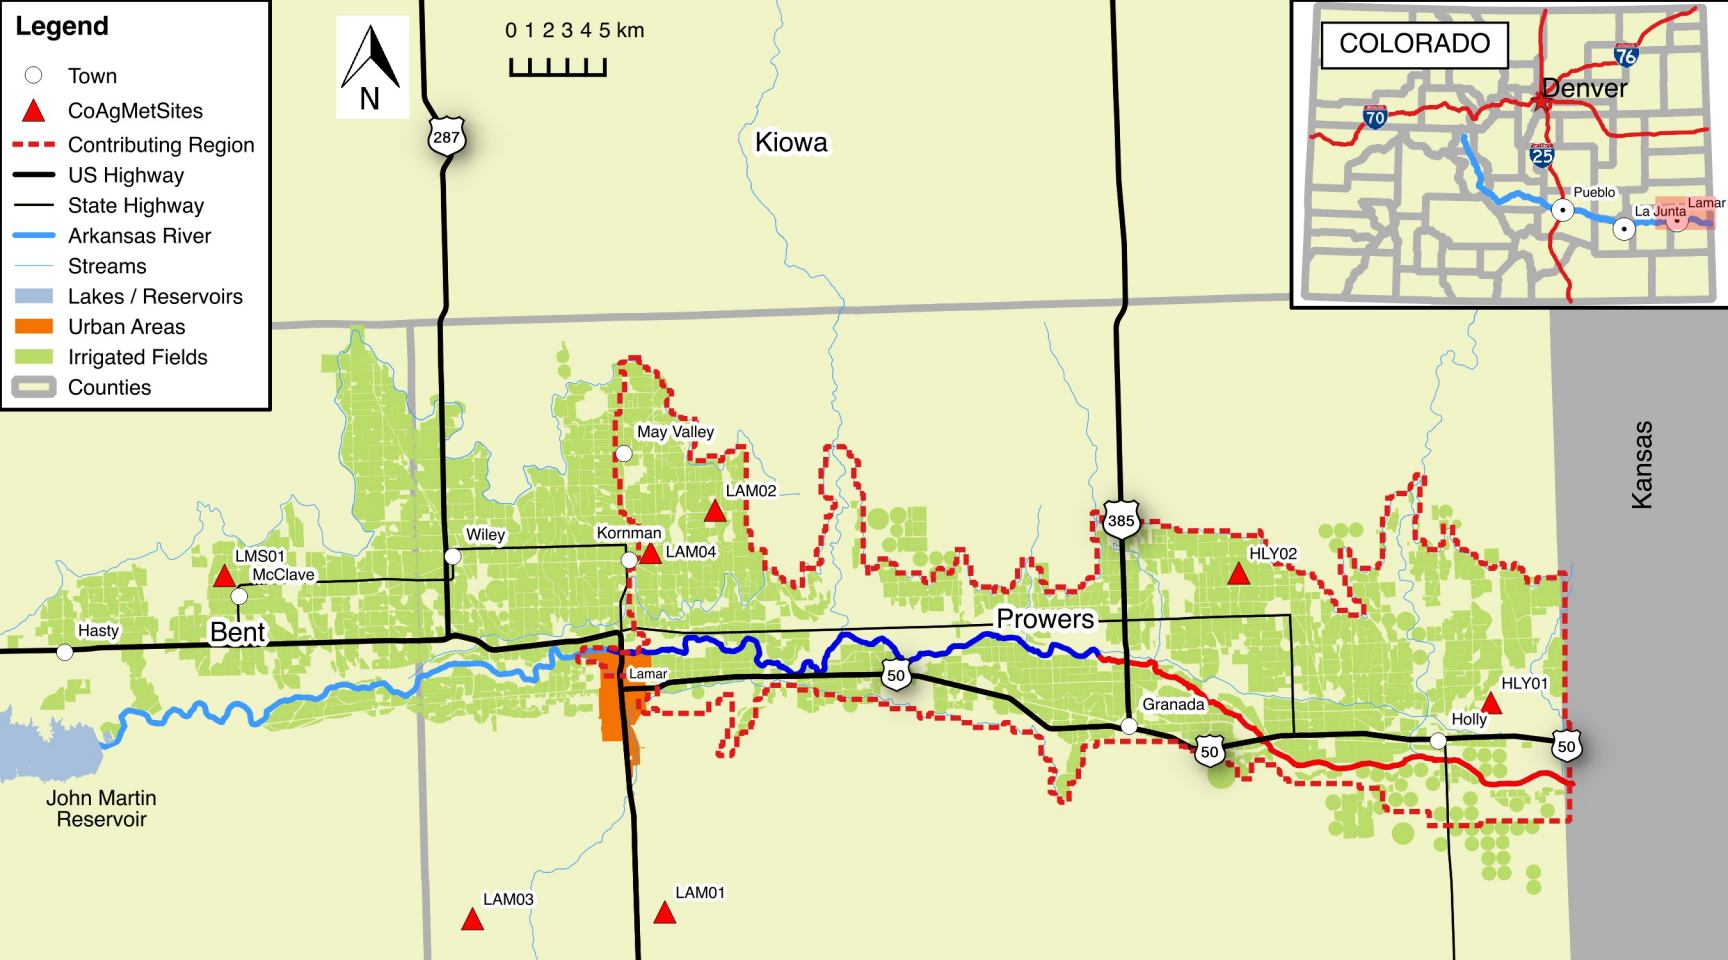 Legend
Town
CoAgMetSites
Contributing Region
US Highway
State Highway
Arkansas River
Streams
Lakes / Reservoirs
Urban Areas
Irrigated Fields
Counties
N
0 1 2 3 4 5 km
287
Kiowa
COLORADO
76
Denver
70
25
Pueblo
La Junta
Lamar
Kansas
May Valley
LAM02
385
Wiley
Kornman
LAM04
HLY02
LMS01
McClave
Hasty
Bent
Prowers
Lamar
50
Granada
HLY01
Holly
50
50
John Martin
Reservoir
LAM03
LAM01